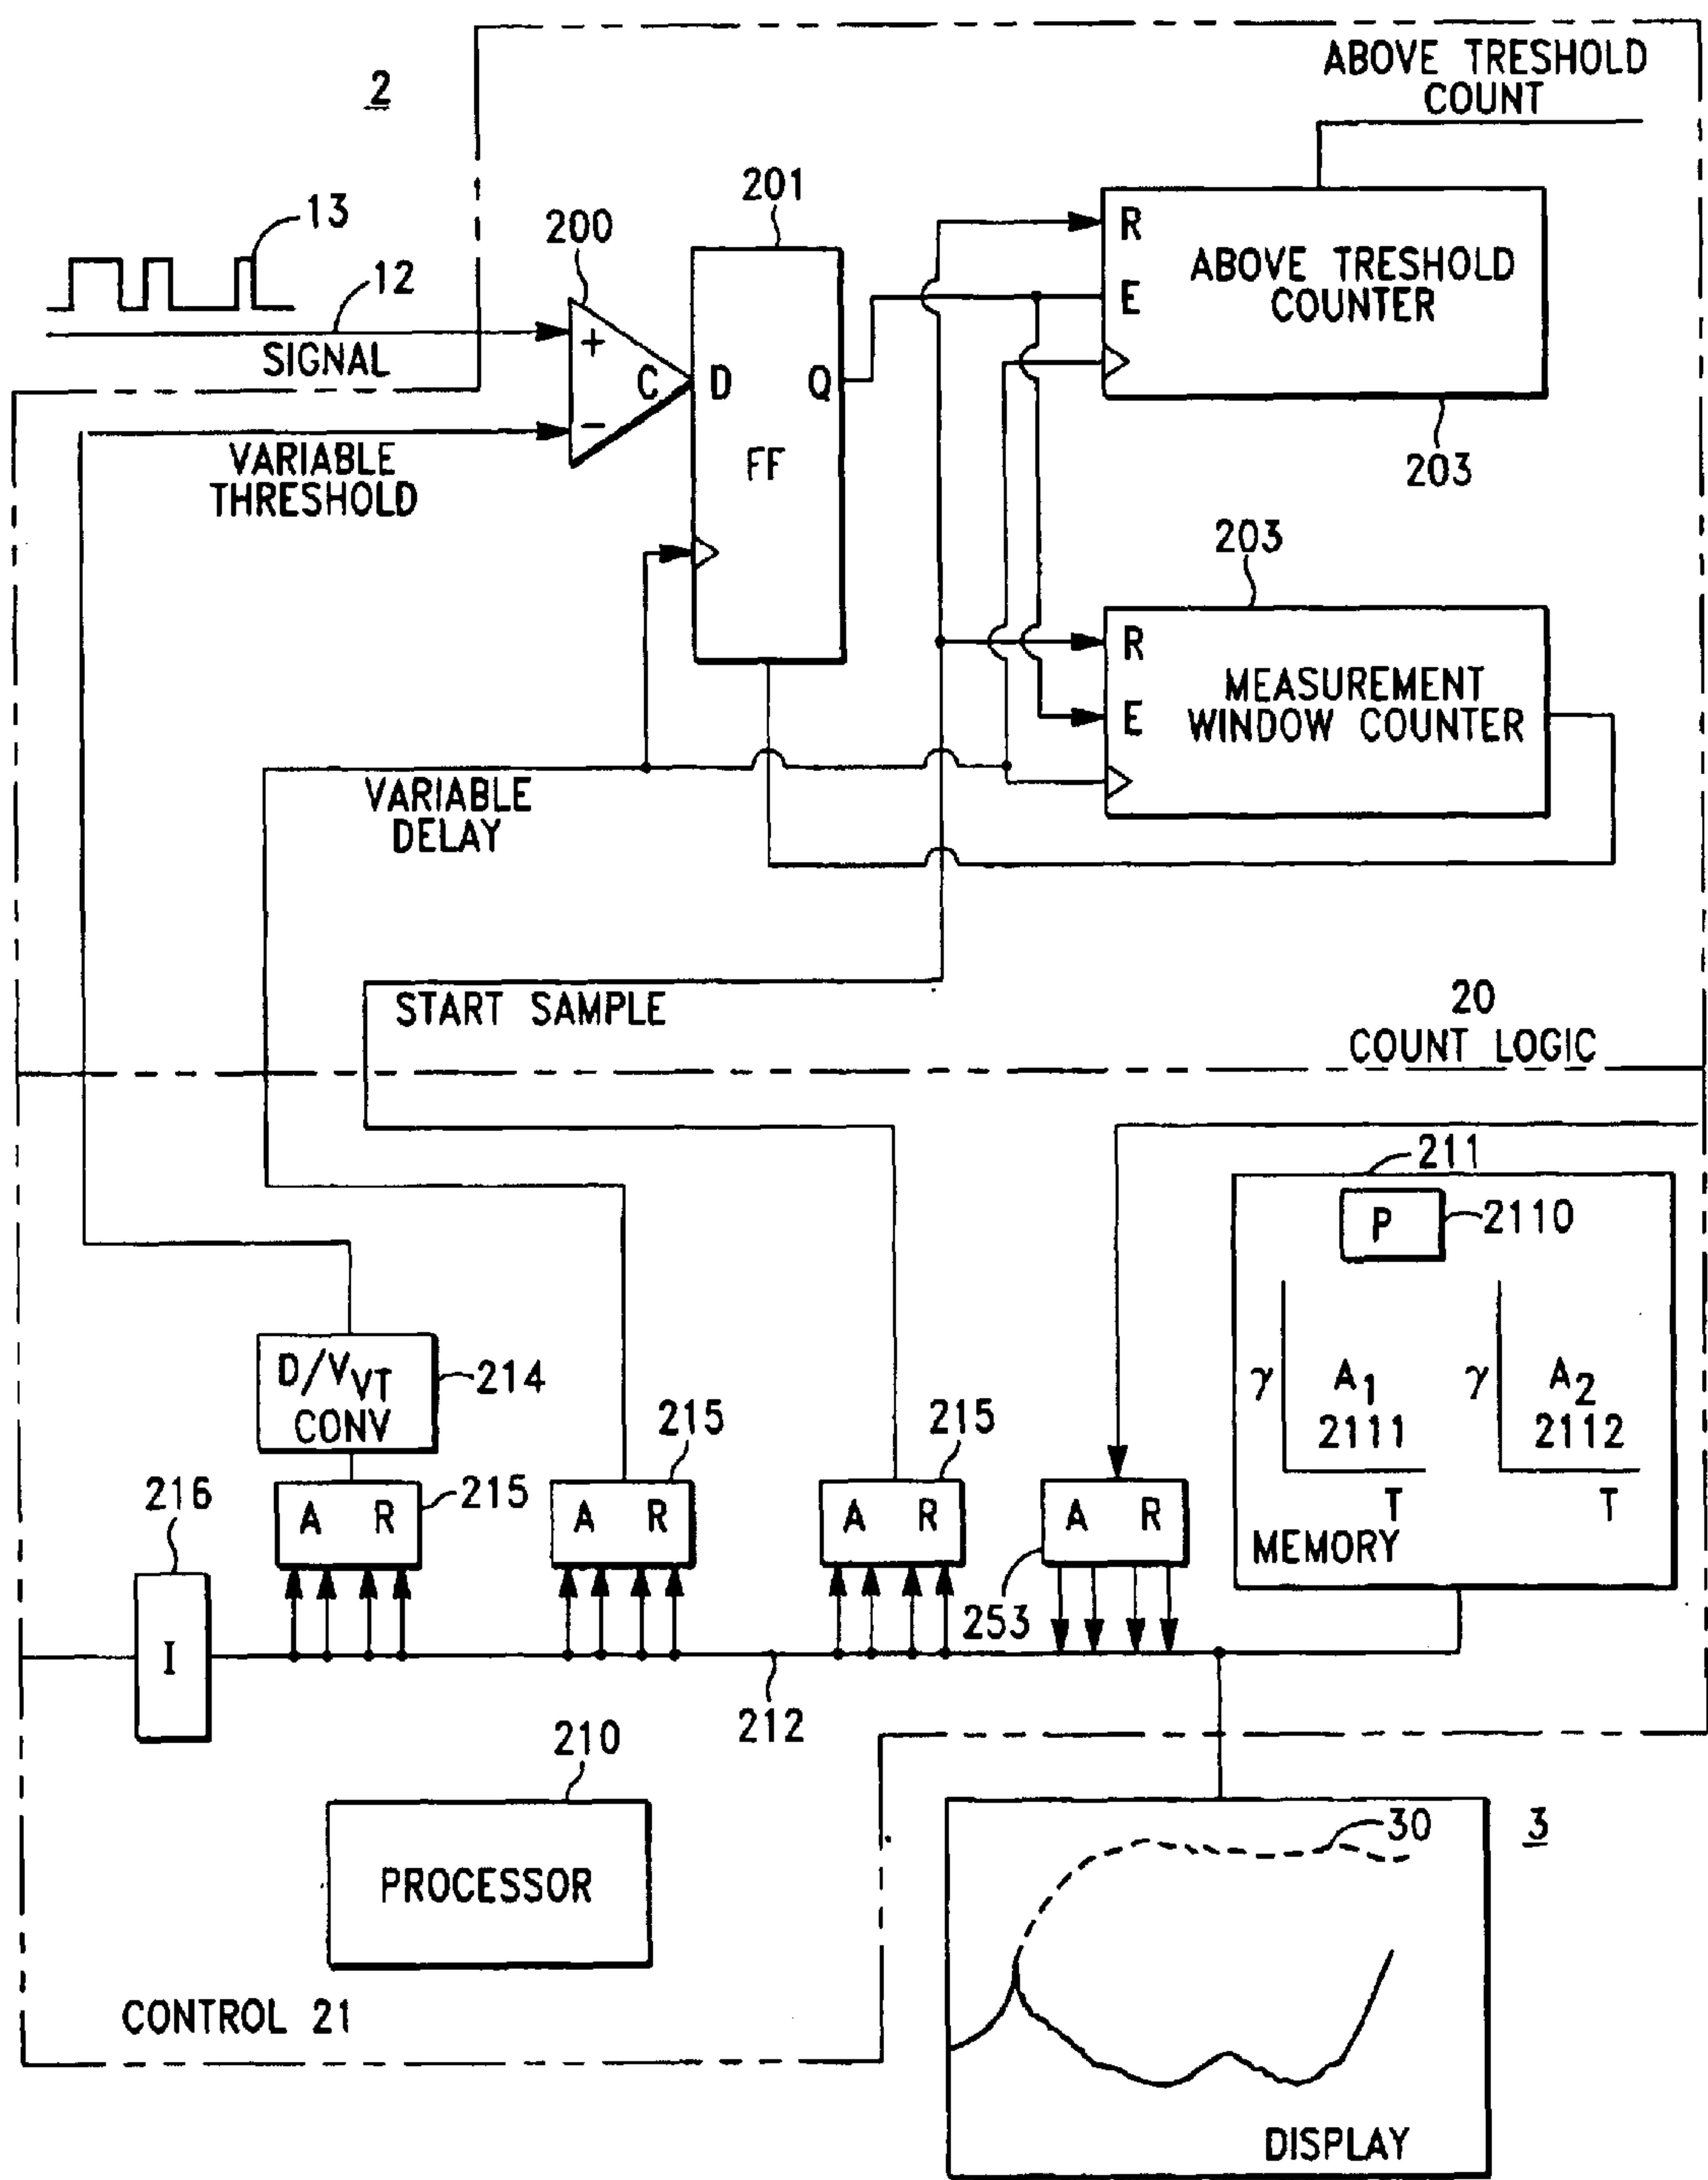 2
ABOVE TRESHOLD
COUNT
13
12
SIGNAL
200
201
+
−
C
D
Q
FF
R
E
ABOVE TRESHOLD
COUNTER
203
VARIABLE
THRESHOLD
203
R
E
MEASUREMENT
WINDOW COUNTER
VARIABLE
DELAY
START SAMPLE
20
COUNT LOGIC
211
P
2110
γ
A1
2111
T
γ
A2
2112
T
MEMORY
D/VVT
CONV
214
216
I
A R
215
A R
215
A R
215
A R
253
212
210
PROCESSOR
CONTROL 21
30
3
DISPLAY